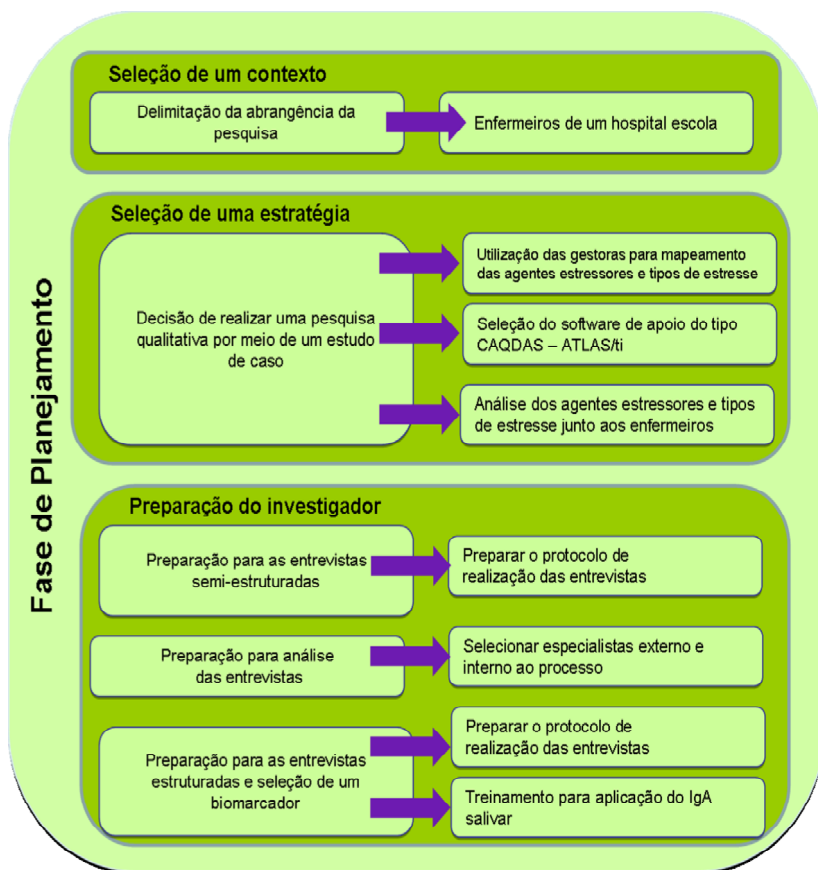 Fase de Planejamento
Seleção de um contexto
Delimitação da abrangência da
pesquisa
Enfermeiros de um hospital escola
Seleção de uma estratégia
Decisão de realizar uma pesquisa
qualitativa por meio de um estudo
de caso
Utilização das gestoras para mapeamento
das agentes estressores e tipos de estresse
Seleção do software de apoio do tipo
CAQDAS – ATLAS/ti
Análise dos agentes estressores e tipos
de estresse junto aos enfermeiros
Preparação do investigador
Preparação para as entrevistas
semi-estruturadas
Preparar o protocolo de
realização das entrevistas
Preparação para análise
das entrevistas
Selecionar especialistas externo e
interno ao processo
Preparação para as entrevistas
estruturadas e seleção de um
biomarcador
Preparar o protocolo de
realização das entrevistas
Treinamento para aplicação do IgA
salivar